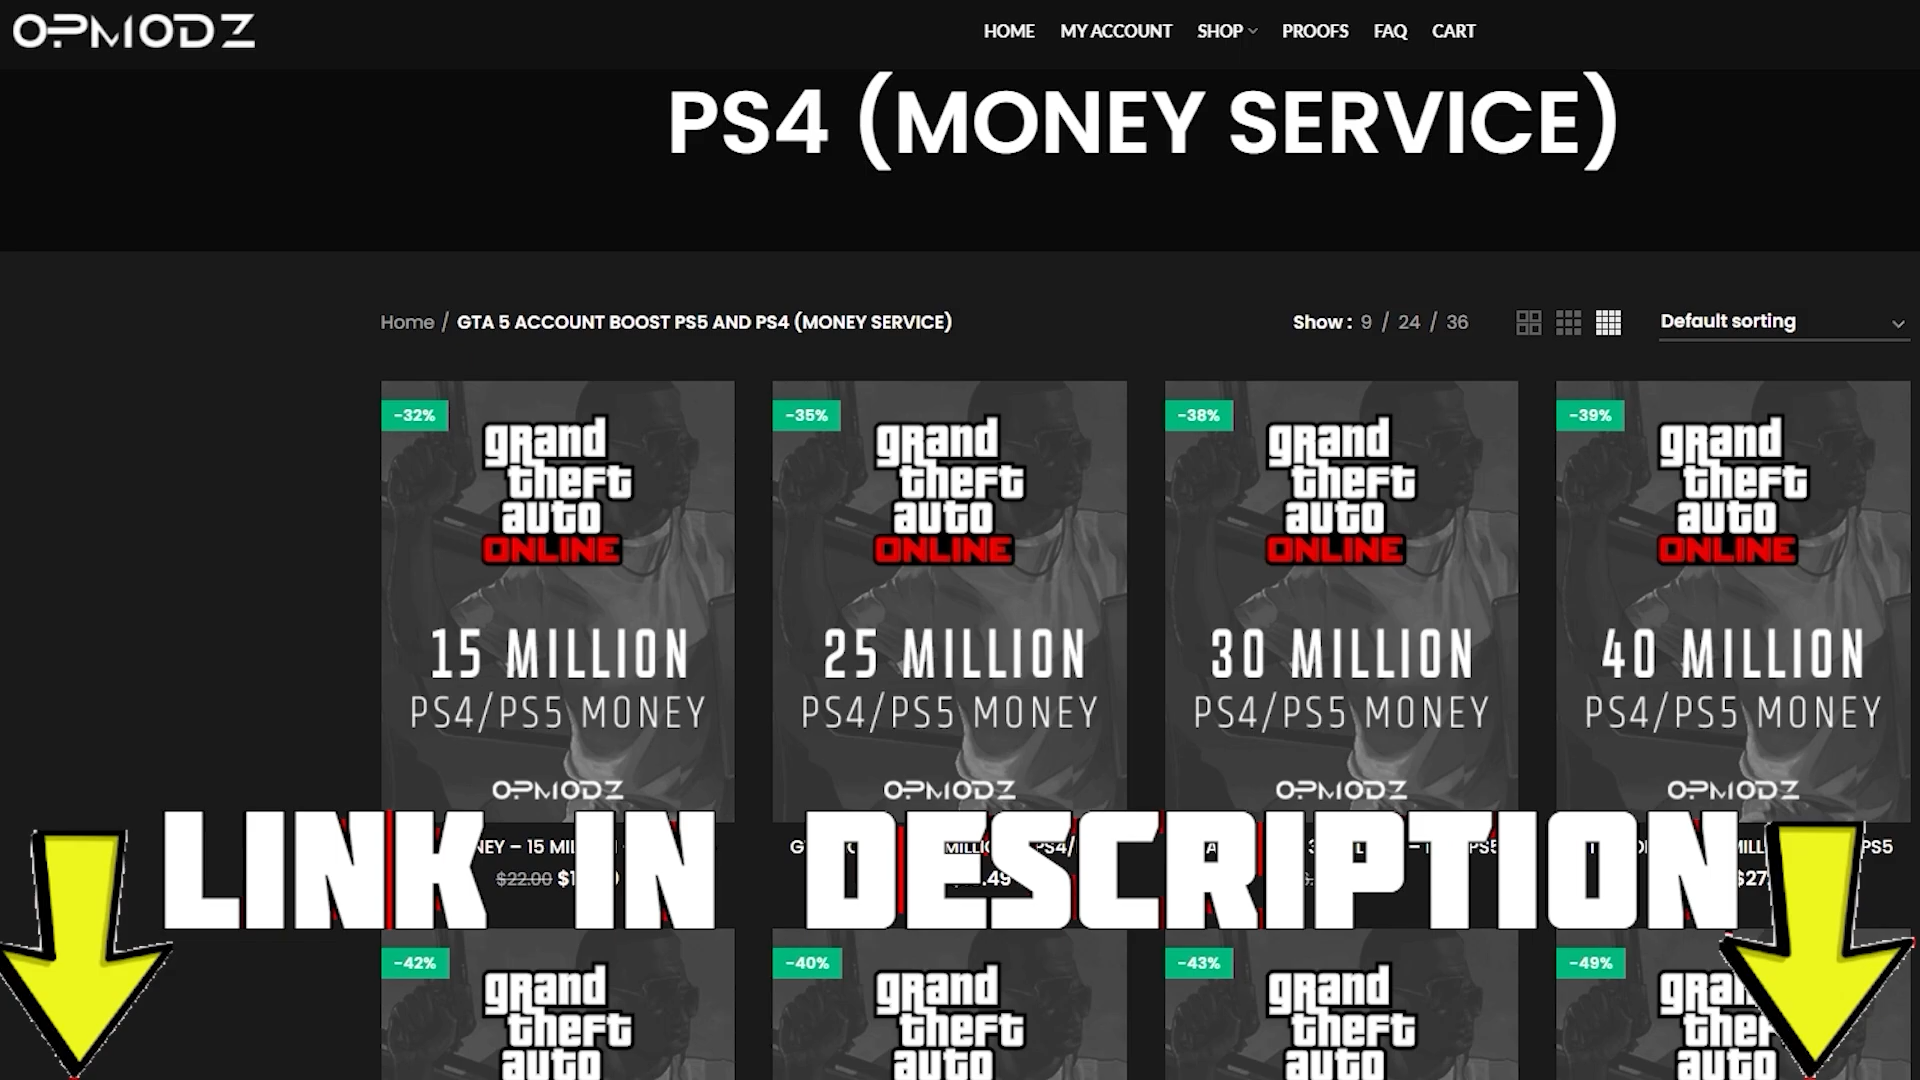 OPMODZ
HOME MY ACCOUNT SHOP PROOFS FAQ CART
PS4 (MONEY SERVICE)
Home / GTA 5 ACCOUNT BOOST PS5 AND PS4 (MONEY SERVICE)
Show : 9 / 24 / 36
Default sorting
-32%
grand
theft
auto
ONLINE
15 MILLION
PS4/PS5 MONEY
OPMODZ
-35%
grand
theft
auto
ONLINE
25 MILLION
PS4/PS5 MONEY
OPMODZ
-38%
grand
theft
auto
ONLINE
30 MILLION
PS4/PS5 MONEY
OPMODZ
-39%
grand
theft
auto
ONLINE
40 MILLION
PS4/PS5 MONEY
OPMODZ
$22.00
LINK IN DESCRIPTION
-42%
grand
theft
auto
-40%
grand
theft
auto
-43%
grand
theft
auto
-49%
auto